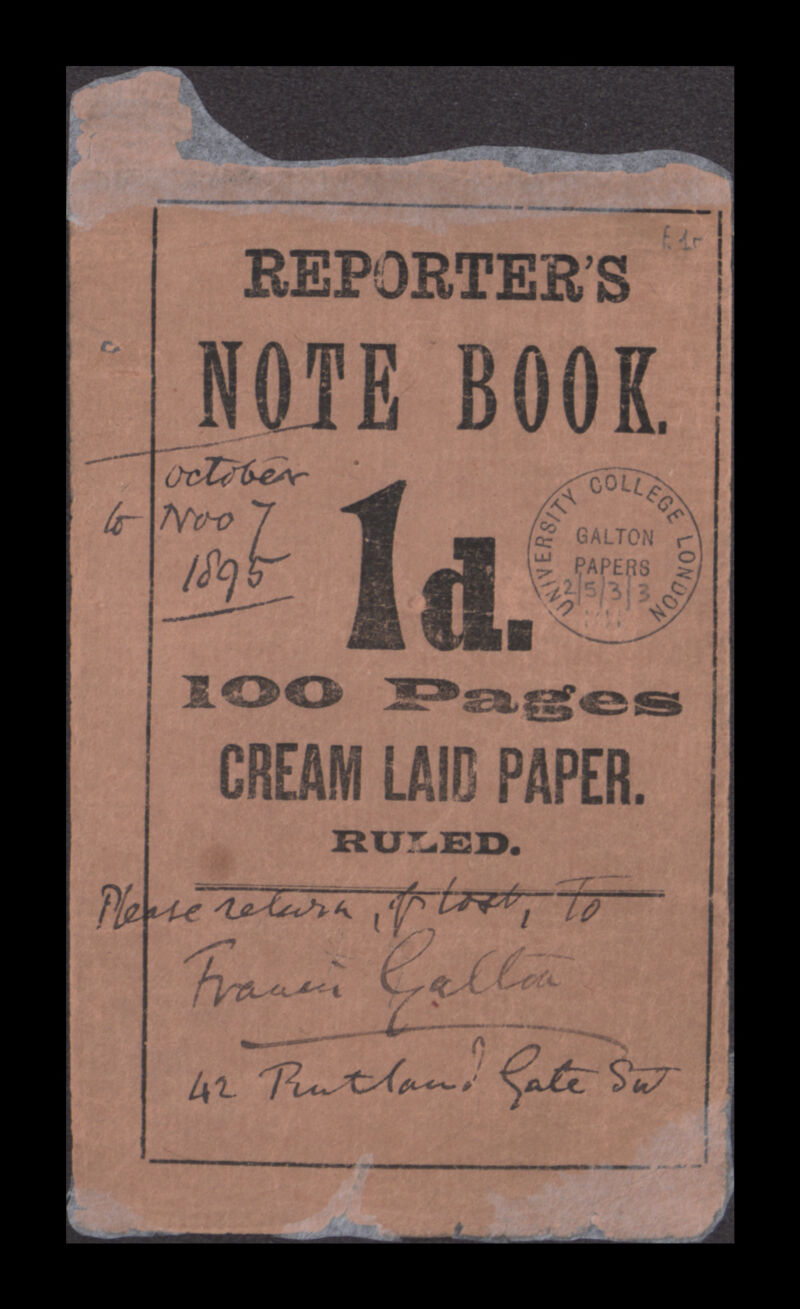 f. 1r
REPORTER'S
NOTE BOOK.
October
to Nov 7
1895
1d.
UNIVERSITY COLLEGE LONDON
GALTON
PAPERS
2/5/3/3
100 Pages
CREAM LAID PAPER.
RULED.
Please return, if lost, to
Francis Galton
42 Rutland Gate SW